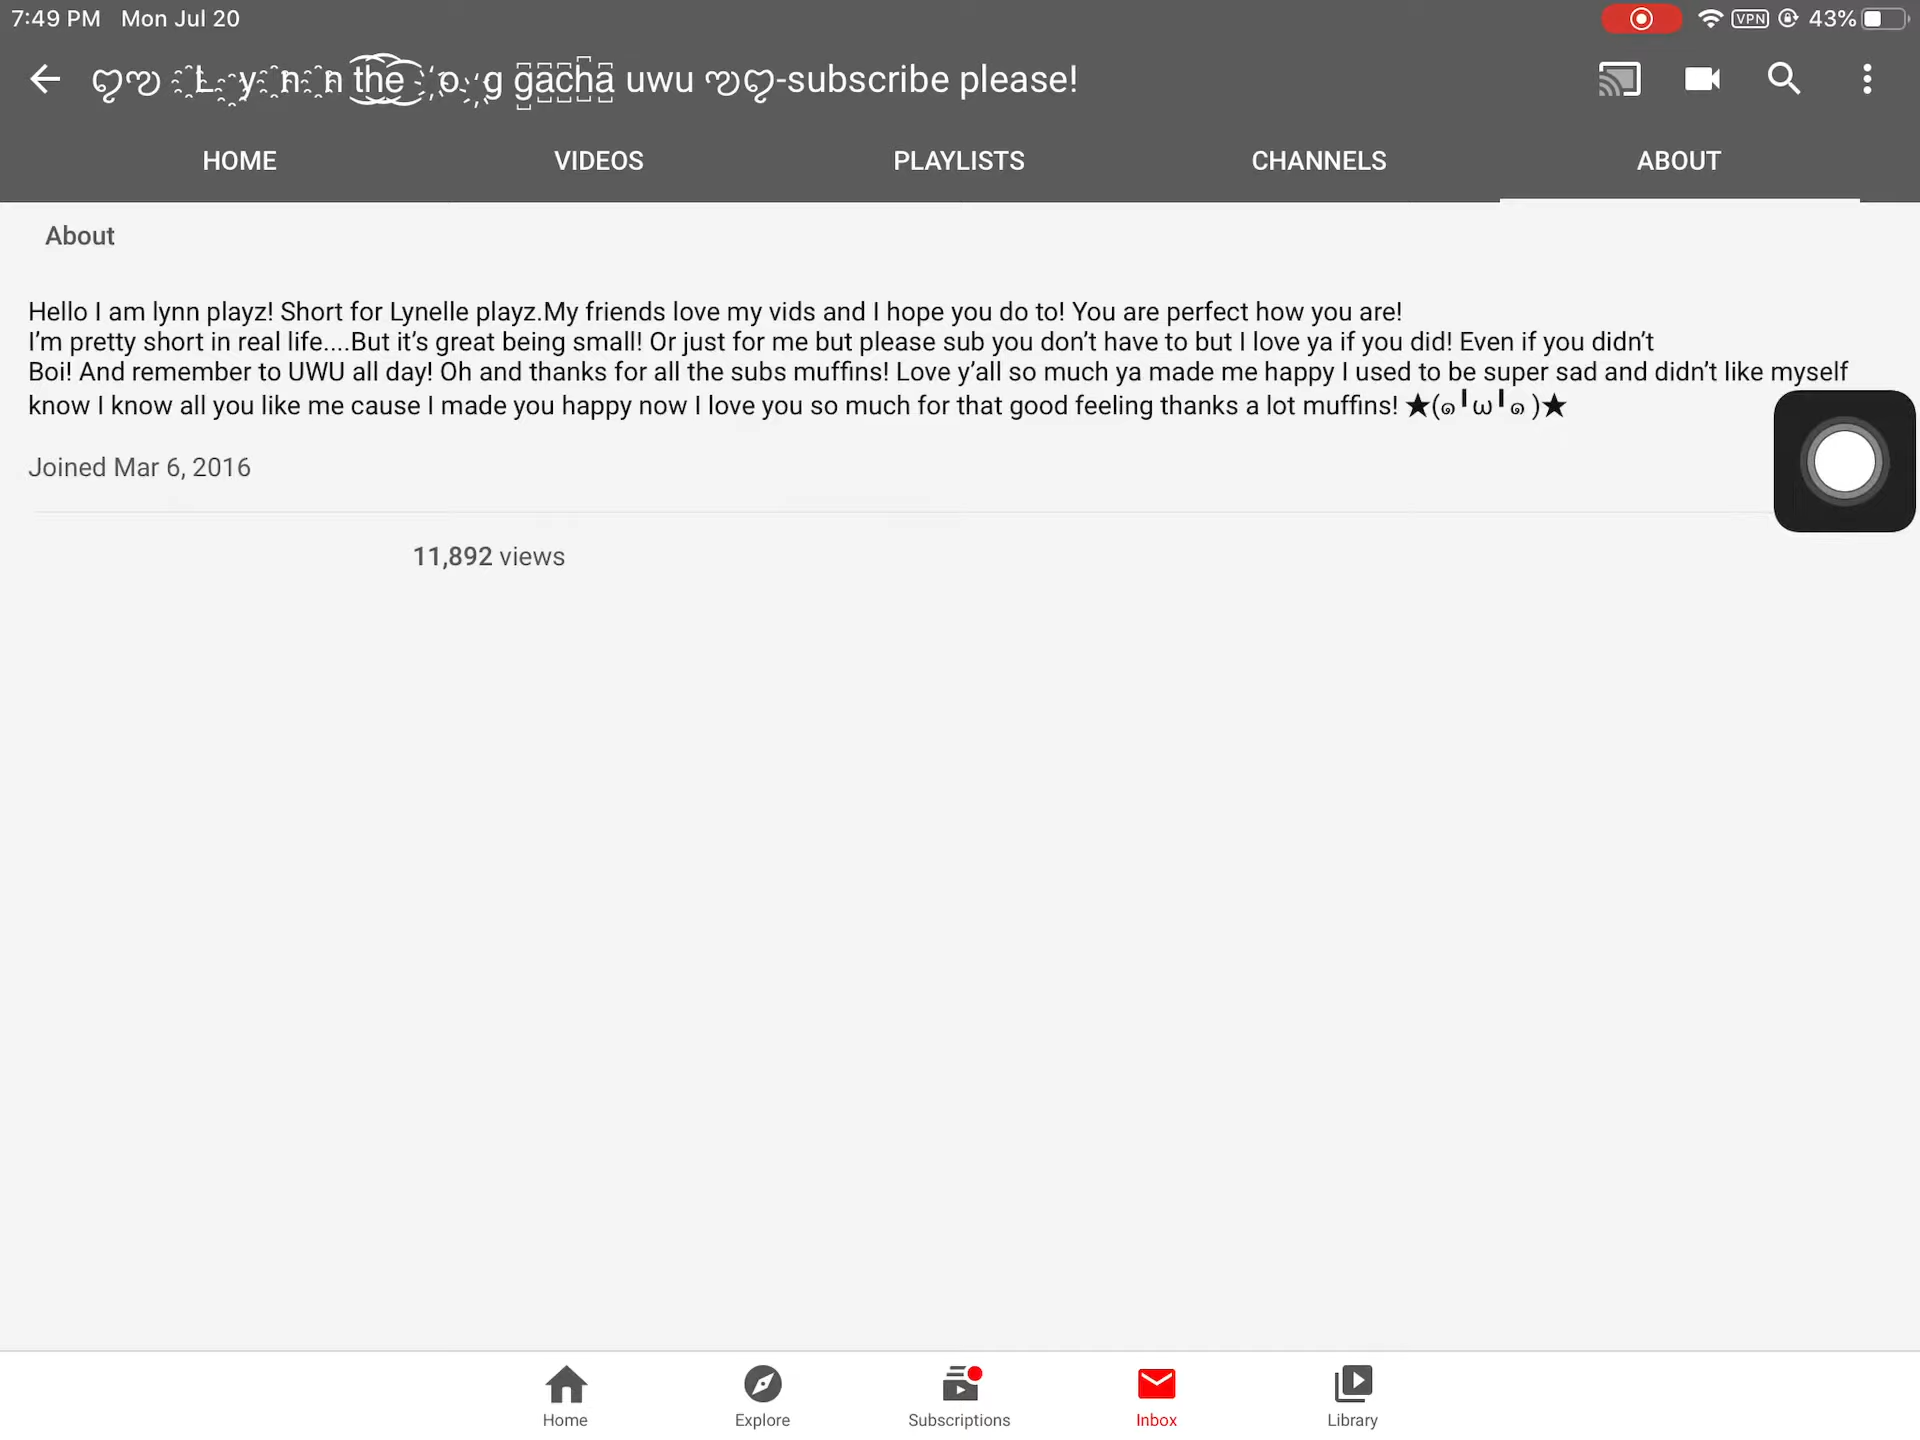 7:49 PM Mon Jul 20
VPN 43%
Lynn the og gacha uwu -subscribe please!
HOME VIDEOS PLAYLISTS CHANNELS ABOUT
About
Hello I am lynn playz! Short for Lynelle playz.My friends love my vids and I hope you do to! You are perfect how you are!
I’m pretty short in real life....But it’s great being small! Or just for me but please sub you don’t have to but I love ya if you did! Even if you didn’t
Boi! And remember to UWU all day! Oh and thanks for all the subs muffins! Love y’all so much ya made me happy I used to be super sad and didn’t like myself
know I know all you like me cause I made you happy now I love you so much for that good feeling thanks a lot muffins! ★(๑╹ω╹๑ )★
Joined Mar 6, 2016
11,892 views
Home Explore Subscriptions Inbox Library